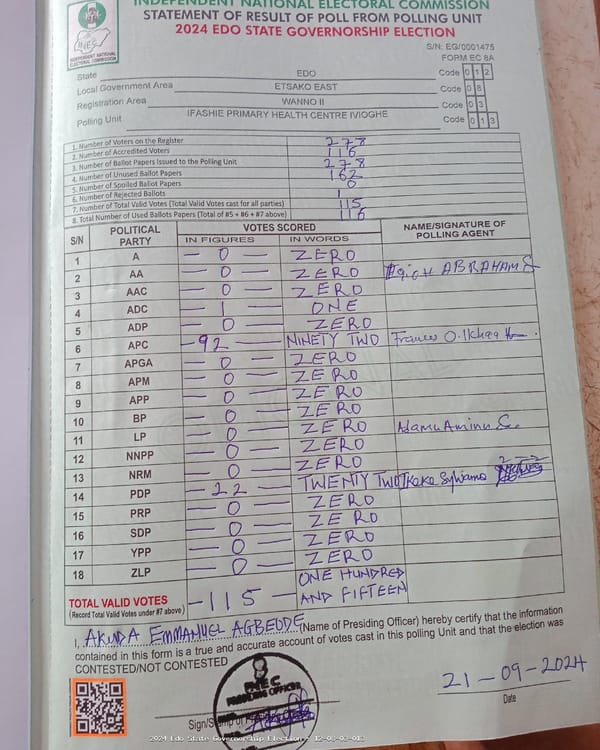 INDEPENDENT NATIONAL ELECTORAL COMMISSION
STATEMENT OF RESULT OF POLL FROM POLLING UNIT
2024 EDO STATE GOVERNORSHIP ELECTION
INEC
INDEPENDENT NATIONAL
ELECTORAL COMMISSION
S/N: EG/0001475
FORM EC 8A
State EDO Code 0 1 2
Local Government Area ETSAKO EAST Code 0 8
Registration Area WANNO II Code 0 3
Polling Unit IFASHIE PRIMARY HEALTH CENTRE IVIOGHE Code 0 1 3
1. Number of Voters on the Register 278
2. Number of Accredited Voters 116
3. Number of Ballot Papers Issued to the Polling Unit 278
4. Number of Unused Ballot Papers 162
5. Number of Spoiled Ballot Papers 0
6. Number of Rejected Ballots 1
7. Number of Total Valid Votes (Total Valid Votes cast for all parties) 115
8. Total Number of Used Ballots Papers (Total of #5 + #6 + #7 above) 116
S/N POLITICAL PARTY VOTES SCORED NAME/SIGNATURE OF POLLING AGENT
IN FIGURES IN WORDS
1 A — 0 — ZERO
2 AA — 0 — ZERO ABRAHAM
3 AAC — 0 — ZERO
4 ADC — 1 — ONE
5 ADP — 0 — ZERO
6 APC — 92 — NINETY TWO Frances O.
7 APGA — 0 — ZERO
8 APM — 0 — ZERO
9 APP — 0 — ZERO
10 BP — 0 — ZERO
11 LP — 0 — ZERO Adamu Aminu S.
12 NNPP — 0 — ZERO
13 NRM — 0 — ZERO
14 PDP — 22 — TWENTY TWO
15 PRP — 0 — ZERO
16 SDP — 0 — ZERO
17 YPP — 0 — ZERO
18 ZLP — 0 — ZERO
TOTAL VALID VOTES
(Record Total Valid Votes under #7 above) — 115 — ONE HUNDRED
AND FIFTEEN
I, AKUDA EMMANUEL AGBEODE (Name of Presiding Officer) hereby certify that the information
contained in this form is a true and accurate account of votes cast in this polling Unit and that the election was
CONTESTED/NOT CONTESTED
INEC
PRESIDING OFFICER
21-09-2024
Date
2024 Edo State Governorship Election - 12-08-03-013